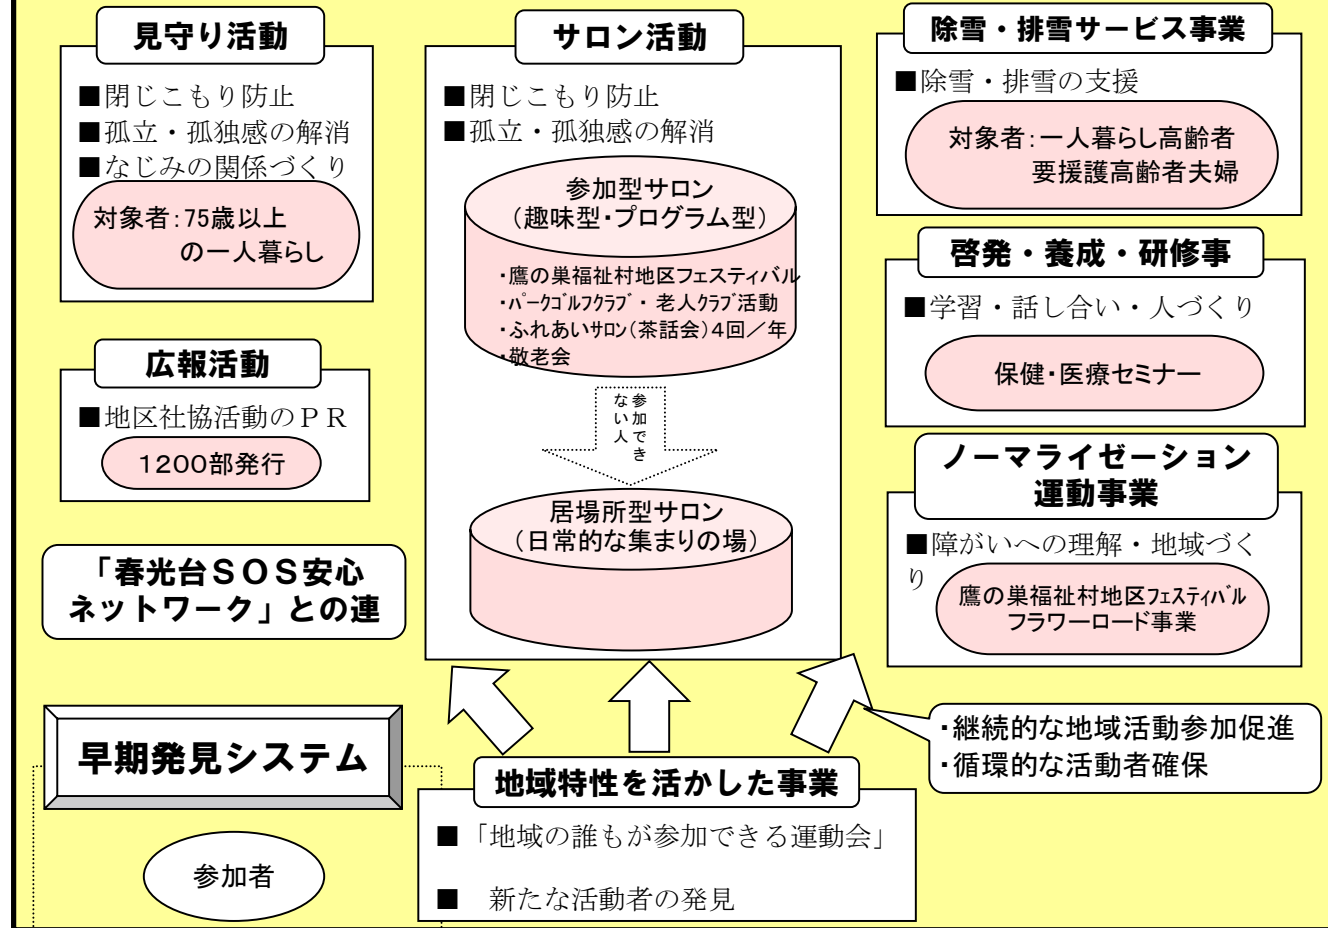 見守り活動
■閉じこもり防止
■孤立・孤独感の解消
■なじみの関係づくり
対象者:75歳以上
の一人暮らし
広報活動
■地区社協活動のPR
1200部発行
「春光台SOS安心
ネットワーク」との連
早期発見システム
参加者
サロン活動
■閉じこもり防止
■孤立・孤独感の解消
参加型サロン
(趣味型・プログラム型)
・鷹の巣福祉村地区フェスティバル
・パークゴルフクラブ・老人クラブ活動
・ふれあいサロン(茶話会)4回/年
・敬老会
参加でき
ない人
居場所型サロン
(日常的な集まりの場)
地域特性を活かした事業
■「地域の誰もが参加できる運動会」
■ 新たな活動者の発見
除雪・排雪サービス事業
■除雪・排雪の支援
対象者:一人暮らし高齢者
要援護高齢者夫婦
啓発・養成・研修事
■学習・話し合い・人づくり
保健・医療セミナー
ノーマライゼーション
運動事業
■障がいへの理解・地域づく
り
鷹の巣福祉村地区フェスティバル
フラワーロード事業
・継続的な地域活動参加促進
・循環的な活動者確保